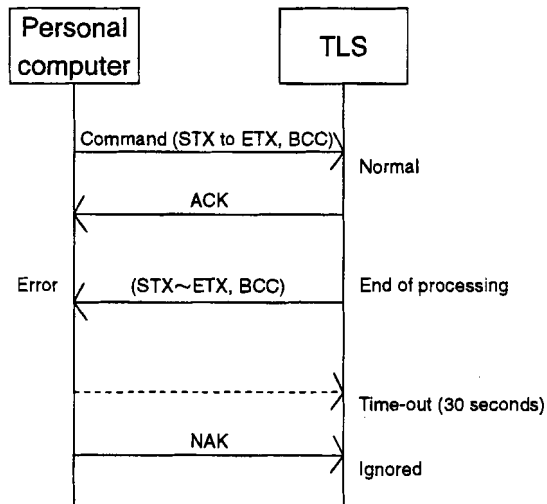 Personal
computer
TLS
Command (STX to ETX, BCC)
Normal
ACK
Error
(STX～ETX, BCC)
End of processing
Time-out (30 seconds)
NAK
Ignored